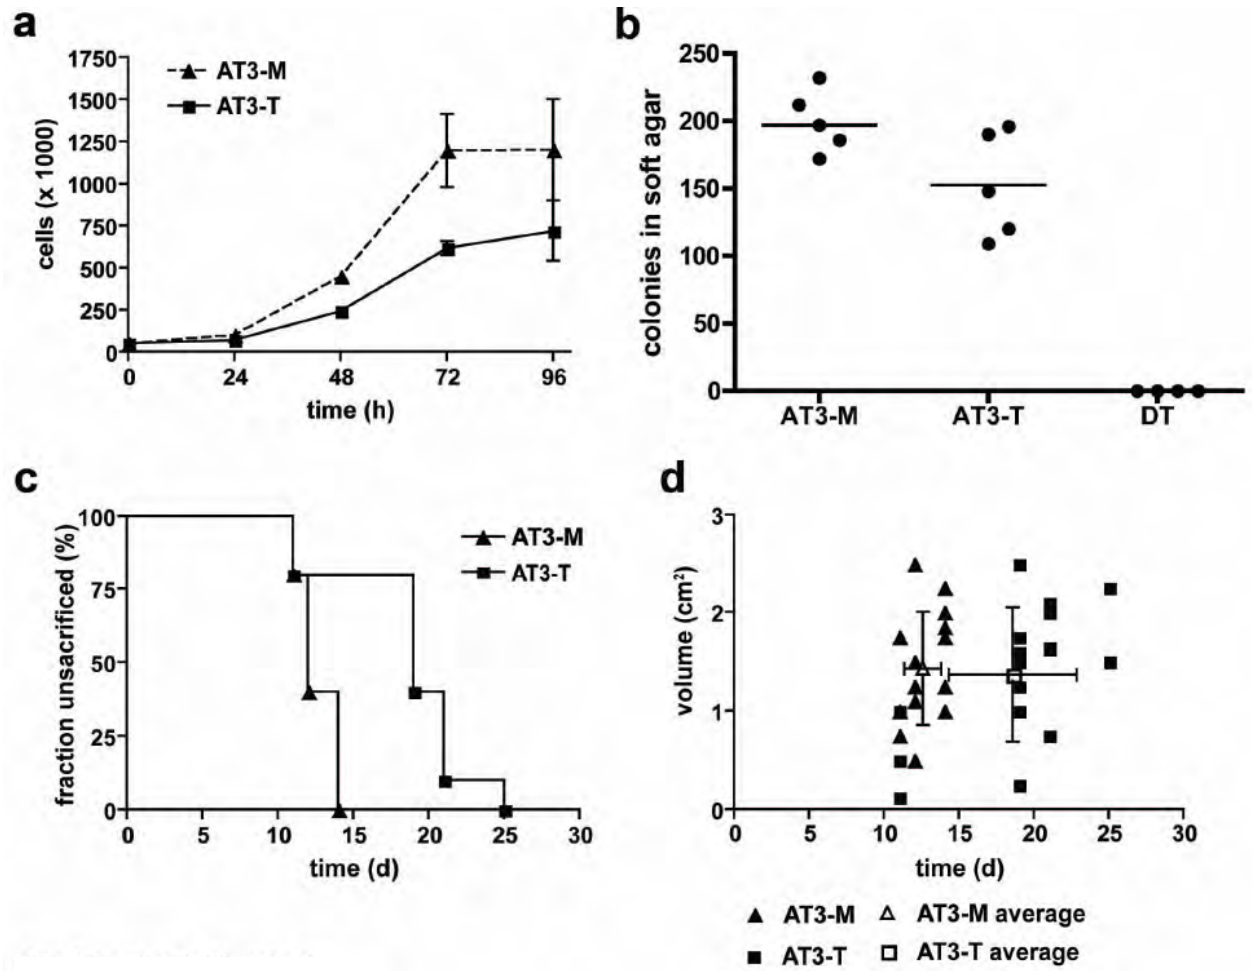 a
1750
1500
1250
1000
750
500
250
0
cells (x 1000)
AT3-M
AT3-T
0 24 48 72 96
time (h)
b
250
200
150
100
50
0
colonies in soft agar
AT3-M AT3-T DT
c
100
75
50
25
0
fraction unsacrificed (%)
AT3-M
AT3-T
0 5 10 15 20 25 30
time (d)
d
3
2
1
0
volume (cm²)
0 5 10 15 20 25 30
time (d)
AT3-M AT3-M average
AT3-T AT3-T average